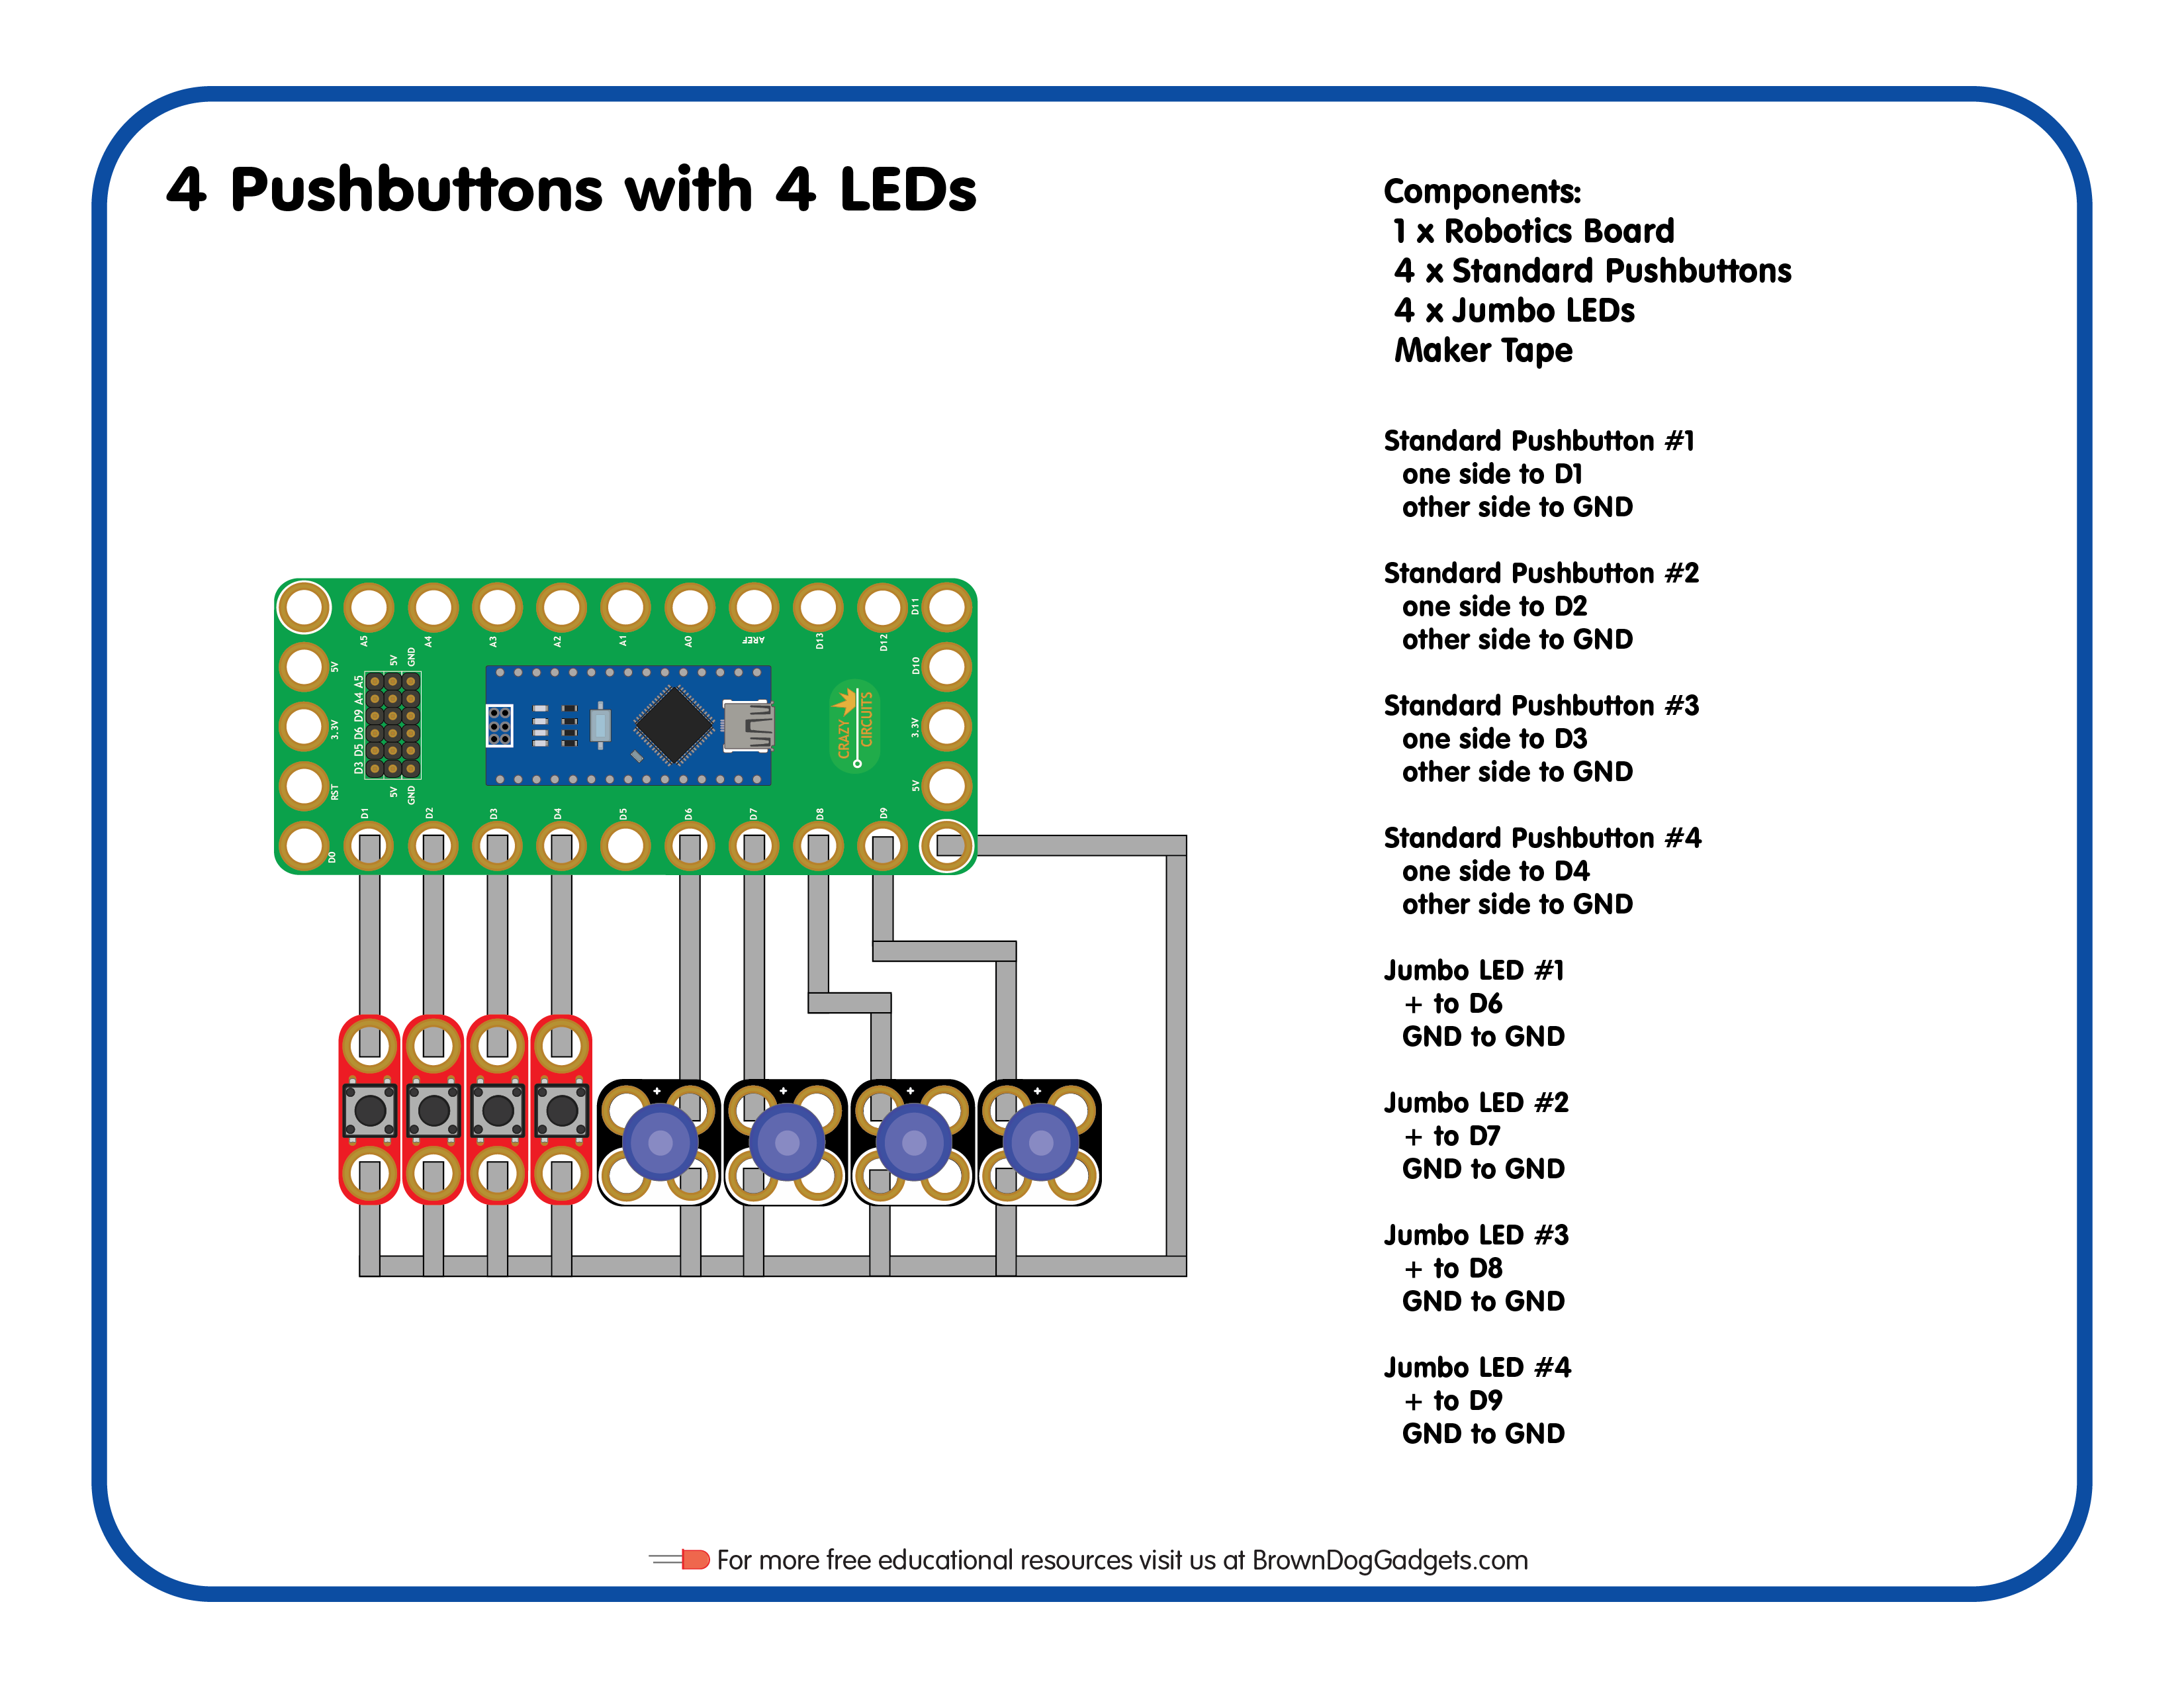 4 Pushbuttons with 4 LEDs
Components:
1 x Robotics Board
4 x Standard Pushbuttons
4 x Jumbo LEDs
Maker Tape
Standard Pushbutton #1
one side to D1
other side to GND
Standard Pushbutton #2
one side to D2
other side to GND
Standard Pushbutton #3
one side to D3
other side to GND
Standard Pushbutton #4
one side to D4
other side to GND
Jumbo LED #1
+ to D6
GND to GND
Jumbo LED #2
+ to D7
GND to GND
Jumbo LED #3
+ to D8
GND to GND
Jumbo LED #4
+ to D9
GND to GND
A5 A4 A3 A2 A1 A0 AREF D13 D12 D11
5V
3.3V
RST
D0
5V GND
D3 D5 D6 D9 A4 A5
5V GND
CRAZY
CIRCUITS
D10
3.3V
5V
D1 D2 D3 D4 D5 D6 D7 D8 D9
+ + + +
For more free educational resources visit us at BrownDogGadgets.com